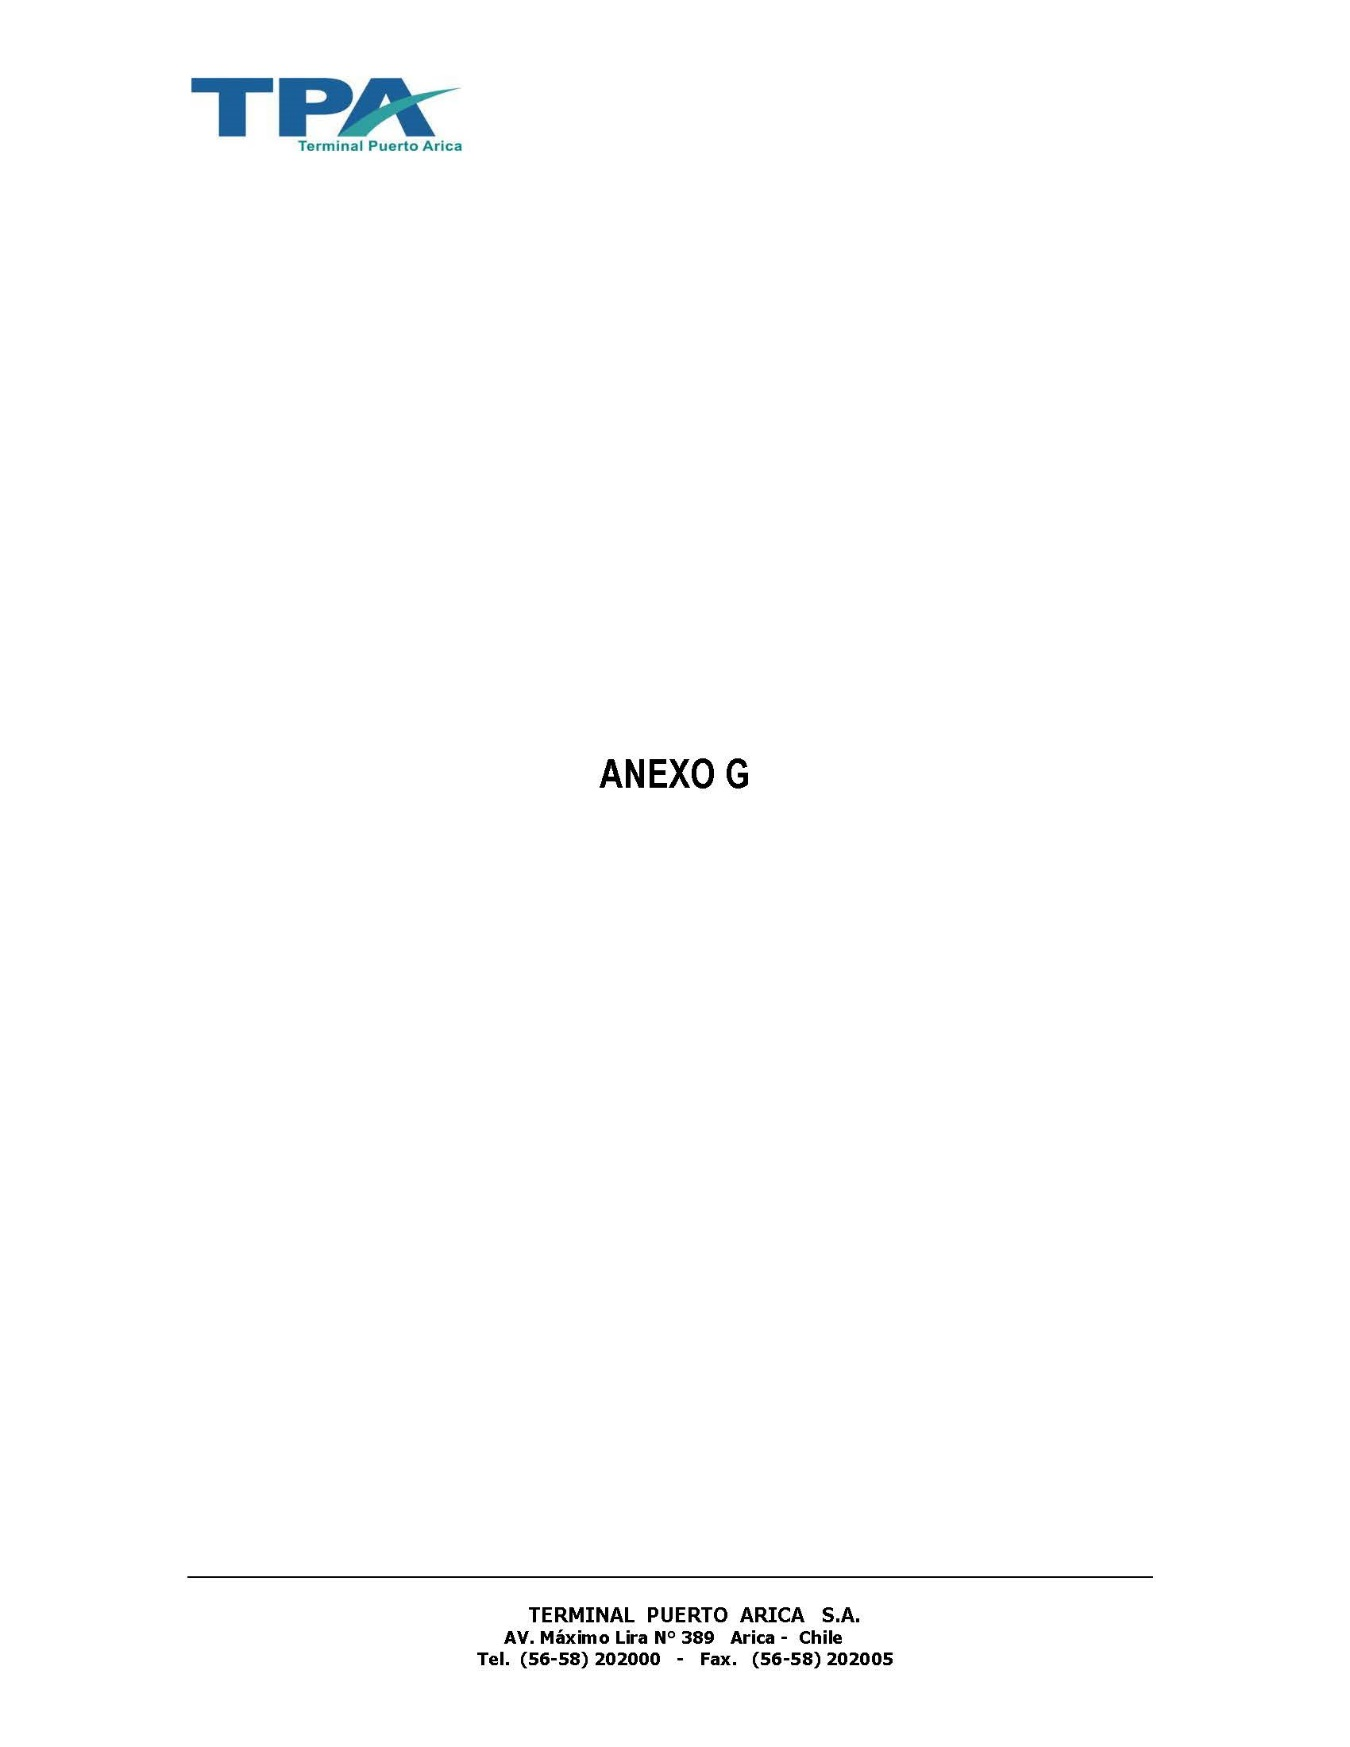 TPA
Terminal Puerto Arica
ANEXO G
TERMINAL PUERTO ARICA S.A.
AV. Máximo Lira Nº 389 Arica - Chile
Tel. (56-58) 202000 - Fax. (56-58) 202005